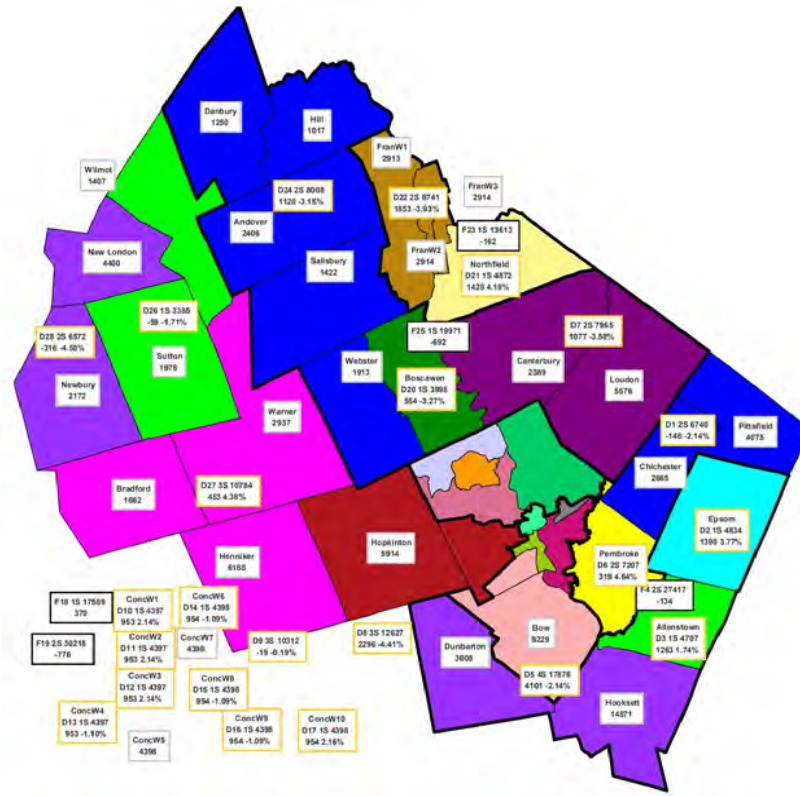 Danbury
1250
Hill
1017
FranW1
2913
Wilmot
1407
D24 2S 8008
1120 -3.15%
D22 2S 8741
1853 -3.93%
FranW3
2914
Andover
2406
F23 1S 13613
-162
New London
4400
FranW2
2914
Northfield
D21 1S 4872
1428 4.19%
Salisbury
1422
D26 1S 3385
-59 -1.71%
D28 2S 6572
-316 -4.58%
F25 1S 19971
-692
D7 2S 7965
1077 -3.58%
Sutton
1978
Webster
1913
Canterbury
2389
Boscawen
D20 1S 3998
554 -3.27%
Loudon
5576
Newbury
2172
Warner
2937
D1 2S 6740
-148 -2.14%
Pittsfield
4075
Chichester
2665
Bradford
1662
D27 3S 10784
453 4.38%
Epsom
D2 1S 4834
1390 3.77%
Hopkinton
5914
Henniker
6185
Pembroke
D6 2S 7207
319 4.64%
F4 2S 27417
-134
F18 1S 17589
370
ConcW1
D10 1S 4397
953 2.14%
ConcW6
D14 1S 4398
954 -1.09%
Allenstown
D3 1S 4707
1263 1.74%
F19 2S 30218
-776
ConcW2
D11 1S 4397
953 2.14%
ConcW7
4398
D9 3S 10312
-19 -0.19%
D8 3S 12627
2296 -4.41%
Bow
8229
Dunbarton
3005
ConcW3
D12 1S 4397
953 2.14%
ConcW8
D15 1S 4398
954 -1.09%
D5 4S 17876
4101 -2.14%
Hooksett
14871
ConcW4
D13 1S 4397
953 -1.10%
ConcW9
D16 1S 4398
954 -1.09%
ConcW10
D17 1S 4398
954 2.16%
ConcW5
4398